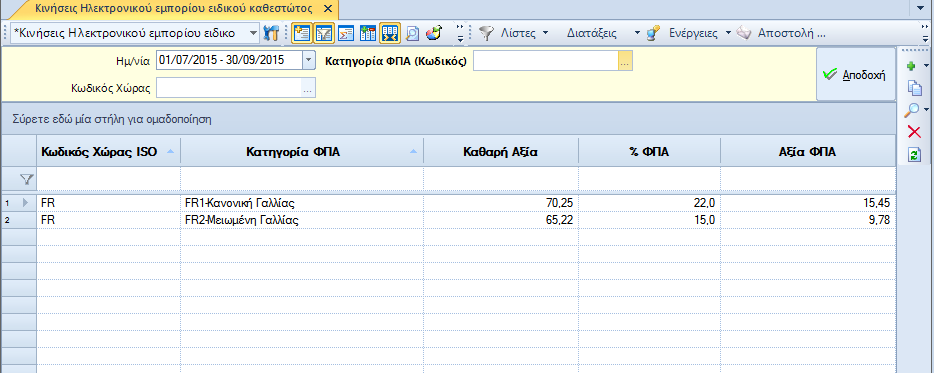 Κινήσεις Ηλεκτρονικού εμπορίου ειδικού καθεστώτος
*Κινήσεις Ηλεκτρονικού εμπορίου ειδικο Λίστες Διατάξεις Ενέργειες Αποστολή ...
Ημ/νία 01/07/2015 - 30/09/2015 Κατηγορία ΦΠΑ (Κωδικός) ...
Αποδοχή
Κωδικός Χώρας ...
Σύρετε εδώ μία στήλη για ομαδοποίηση
Κωδικός Χώρας ISO Κατηγορία ΦΠΑ Καθαρή Αξία % ΦΠΑ Αξία ΦΠΑ
1 FR FR1-Κανονική Γαλλίας 70,25 22,0 15,45
2 FR FR2-Μειωμένη Γαλλίας 65,22 15,0 9,78